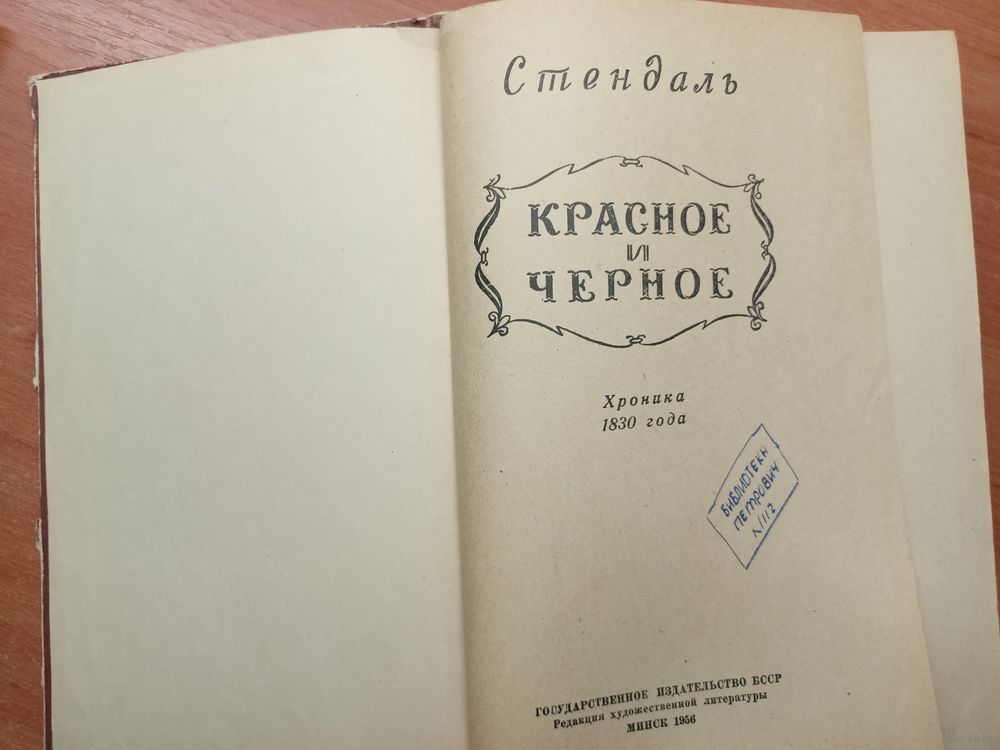 Стендаль
КРАСНОЕ
И
ЧЕРНОЕ
Хроника
1830 года
БИБЛИОТЕКИ
ПЕТРОВИЧ
ГОСУДАРСТВЕННОЕ ИЗДАТЕЛЬСТВО БССР
Редакция художественной литературы
МИНСК 1956